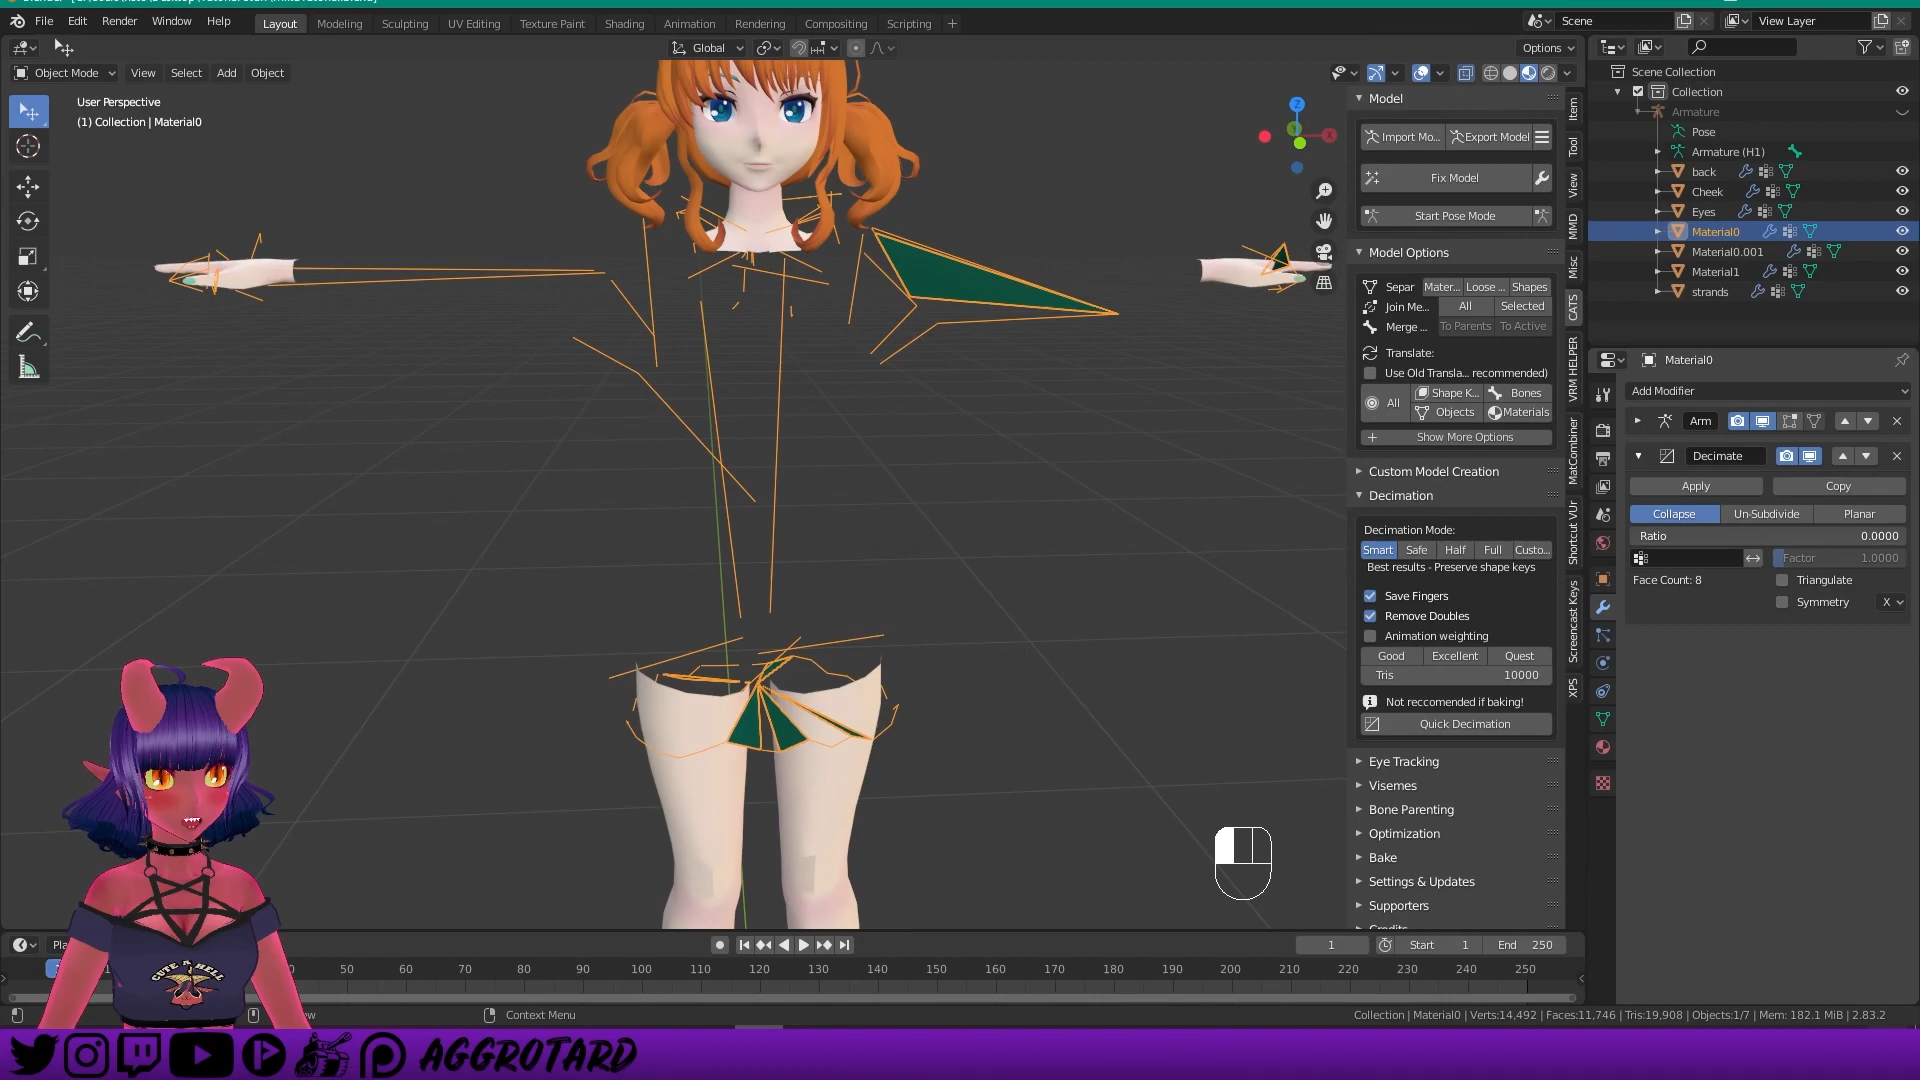 File Edit Render Window Help
Layout Modeling Sculpting UV Editing Texture Paint Shading Animation Rendering Compositing Scripting +
Scene
View Layer
Global
Options
Object Mode View Select Add Object
User Perspective
(1) Collection | Material0
Z
Model
Import Mo... Export Model
Fix Model
Start Pose Mode
Model Options
Separ Mater... Loose ... Shapes
Join Me... All Selected
Merge ... To Parents To Active
Translate:
Use Old Transla... recommended)
All Shape K... Bones
Objects Materials
Show More Options
Custom Model Creation
Decimation
Decimation Mode:
Smart Safe Half Full Custo...
Best results - Preserve shape keys
Save Fingers
Remove Doubles
Animation weighting
Good Excellent Quest
Tris 10000
Not reccomended if baking!
Quick Decimation
Eye Tracking
Visemes
Bone Parenting
Optimization
Bake
Settings & Updates
Supporters
Credits
Item
Tool
View
MMD
Misc
CATS
VRM HELPER
MatCombiner
Shortcut VUr
Screencast Keys
XPS
Scene Collection
Collection
Armature
Pose
Armature (H1)
back
Cheek
Eyes
Material0
Material0.001
Material1
strands
Material0
Add Modifier
Arm
Decimate
Apply Copy
Collapse Un-Subdivide Planar
Ratio 0.0000
Factor 1.0000
Face Count: 8 Triangulate
Symmetry X
Pla
1 Start 1 End 250
50 60 70 80 90 100 110 120 130 140 150 160 170 180 190 200 210 220 230 240 250
Context Menu
Collection | Material0 | Verts:14,492 | Faces:11,746 | Tris:19,908 | Objects:1/7 | Mem: 182.1 MiB | 2.83.2
CUTE A HELL
AGGROTARD